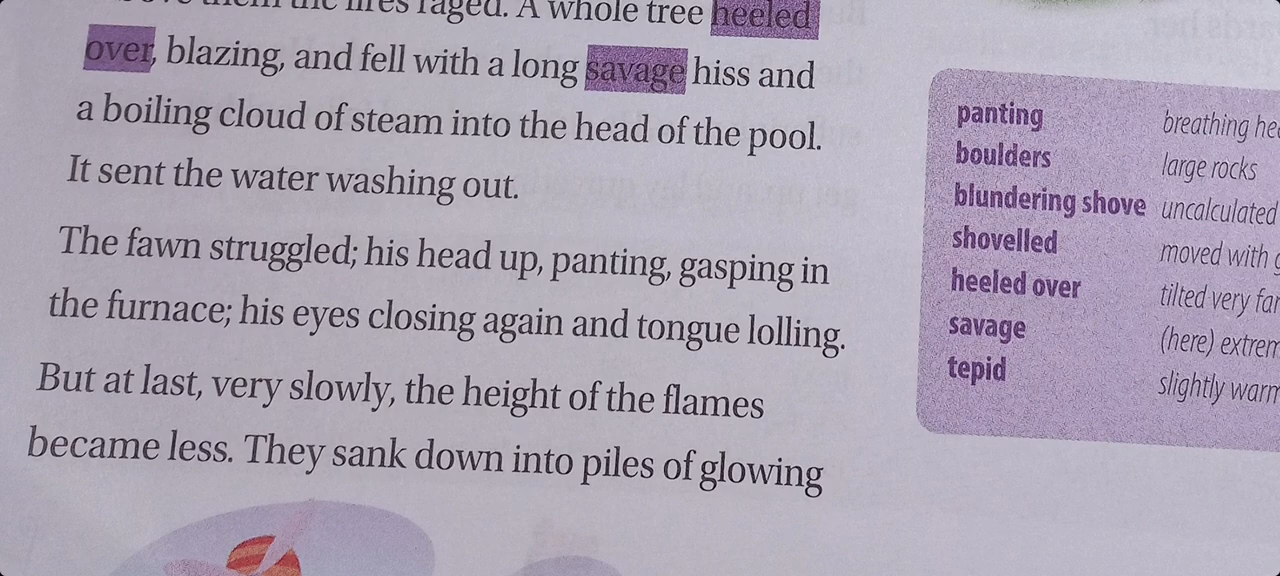 them the fires raged. A whole tree heeled
over, blazing, and fell with a long savage hiss and
a boiling cloud of steam into the head of the pool.
It sent the water washing out.
The fawn struggled; his head up, panting, gasping in
the furnace; his eyes closing again and tongue lolling.
But at last, very slowly, the height of the flames
became less. They sank down into piles of glowing
panting breathing
boulders large rocks
blundering shove uncalculated
shovelled moved with
heeled over tilted very far
savage (here)
tepid slightly warm